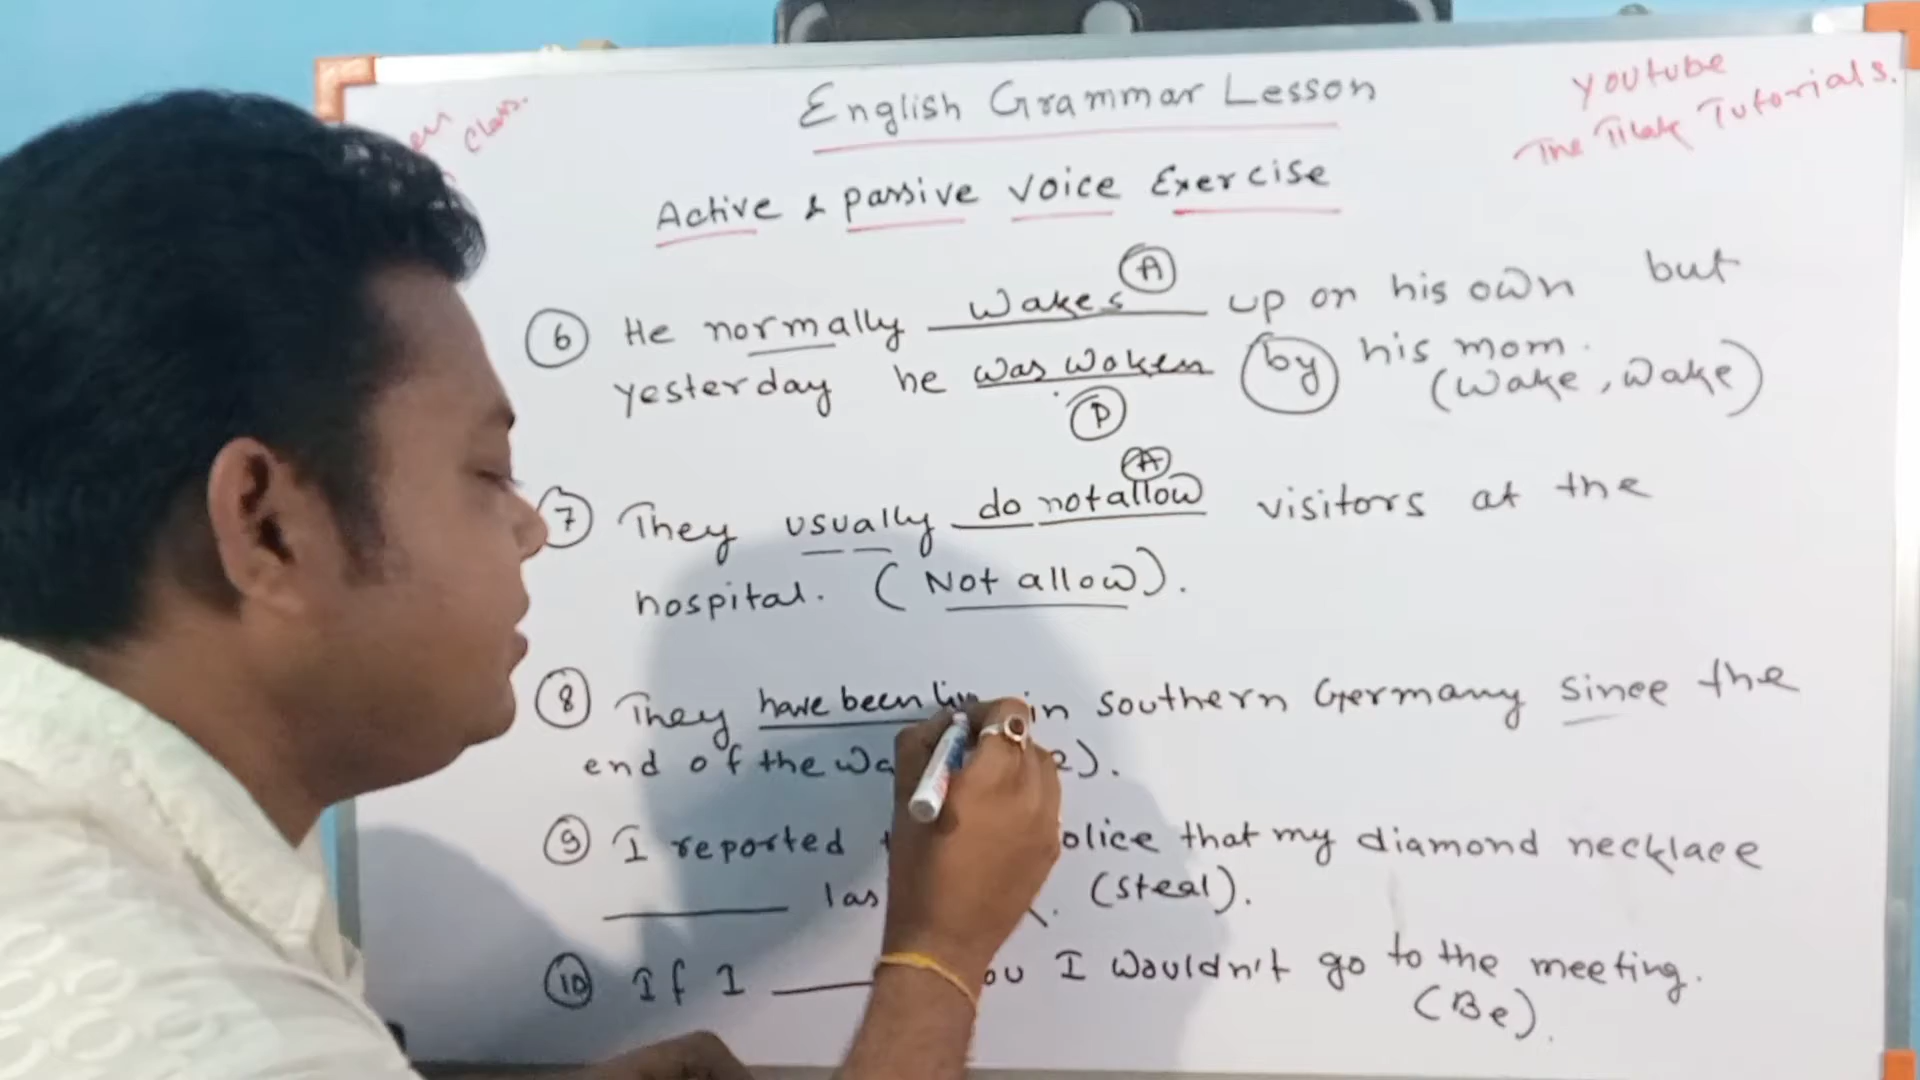 English Grammar Lesson
Class.
youtube
The Tilak Tutorials.
Active & passive voice Exercise
6 He normally wakes A up on his own but
yesterday he was woken by his mom.
P (wake, wake)
7 They usually do not allow A visitors at the
hospital. (Not allow).
8 They have been liv in southern Germany since the
end of the
9 I reported that my diamond necklace
(steal).
10 If I ____ I wouldn't go to the meeting.
(Be).